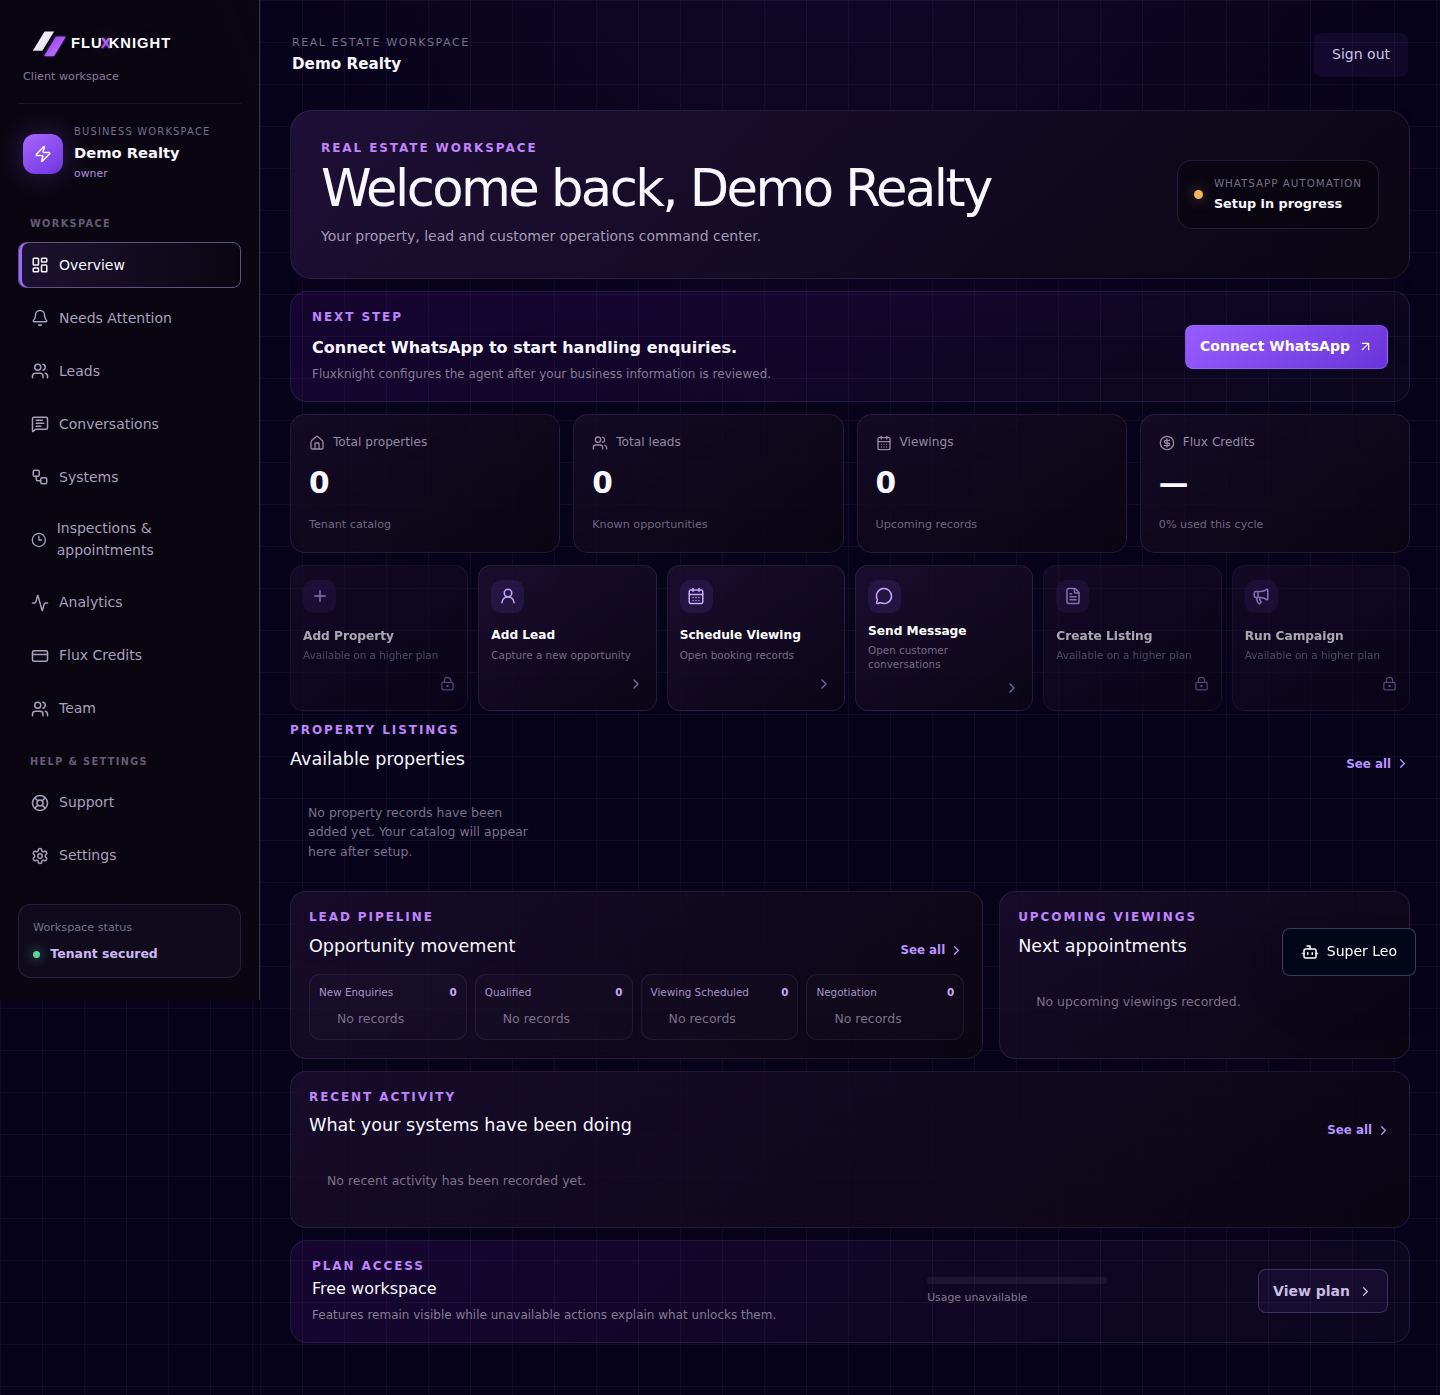 FLUXKNIGHT
Client workspace
BUSINESS WORKSPACE
Demo Realty
owner
WORKSPACE
Overview
Needs Attention
Leads
Conversations
Systems
Inspections &
appointments
Analytics
Flux Credits
Team
HELP & SETTINGS
Support
Settings
Workspace status
Tenant secured
REAL ESTATE WORKSPACE
Demo Realty
Sign out
REAL ESTATE WORKSPACE
Welcome back, Demo Realty
Your property, lead and customer operations command center.
WHATSAPP AUTOMATION
Setup in progress
NEXT STEP
Connect WhatsApp to start handling enquiries.
Fluxknight configures the agent after your business information is reviewed.
Connect WhatsApp
Total properties
0
Tenant catalog
Total leads
0
Known opportunities
Viewings
0
Upcoming records
Flux Credits
—
0% used this cycle
Add Property
Available on a higher plan
Add Lead
Capture a new opportunity
Schedule Viewing
Open booking records
Send Message
Open customer
conversations
Create Listing
Available on a higher plan
Run Campaign
Available on a higher plan
PROPERTY LISTINGS
Available properties
See all
No property records have been
added yet. Your catalog will appear
here after setup.
LEAD PIPELINE
Opportunity movement
See all
New Enquiries 0
No records
Qualified 0
No records
Viewing Scheduled 0
No records
Negotiation 0
No records
UPCOMING VIEWINGS
Next appointments
Super Leo
No upcoming viewings recorded.
RECENT ACTIVITY
What your systems have been doing
See all
No recent activity has been recorded yet.
PLAN ACCESS
Free workspace
Features remain visible while unavailable actions explain what unlocks them.
Usage unavailable
View plan